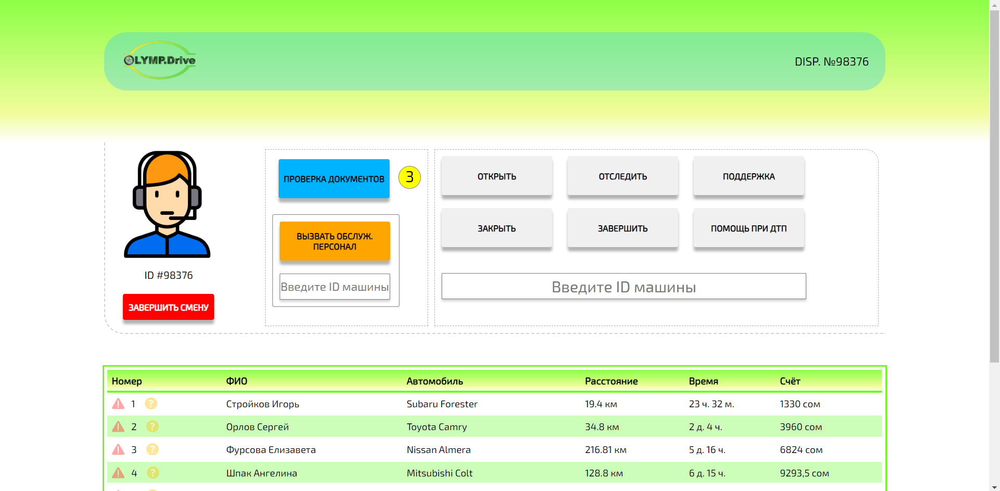 OLYMP.Drive
DISP. №98376
ПРОВЕРКА ДОКУМЕНТОВ
3
ОТКРЫТЬ
ОТСЛЕДИТЬ
ПОДДЕРЖКА
ВЫЗВАТЬ ОБСЛУЖ.
ПЕРСОНАЛ
ЗАКРЫТЬ
ЗАВЕРШИТЬ
ПОМОЩЬ ПРИ ДТП
ID #98376
Введите ID машины
Введите ID машины
ЗАВЕРШИТЬ СМЕНУ
Номер ФИО Автомобиль Расстояние Время Счёт
1 ? Стройков Игорь Subaru Forester 19.4 км 23 ч. 32 м. 1330 сом
2 ? Орлов Сергей Toyota Camry 34.8 км 2 д. 4 ч. 3960 сом
3 ? Фурсова Елизавета Nissan Almera 216.81 км 5 д. 16 ч. 6824 сом
4 ? Шпак Ангелина Mitsubishi Colt 128.8 км 6 д. 15 ч. 9293,5 сом